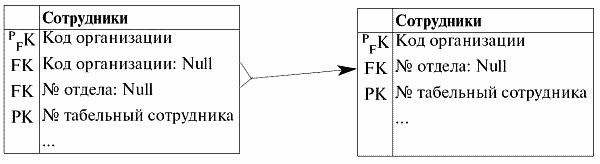 Сотрудники
PFK Код организации
FK Код организации: Null
FK № отдела: Null
PK № табельный сотрудника
...
Сотрудники
PFK Код организации
FK № отдела: Null
PK № табельный сотрудника
...